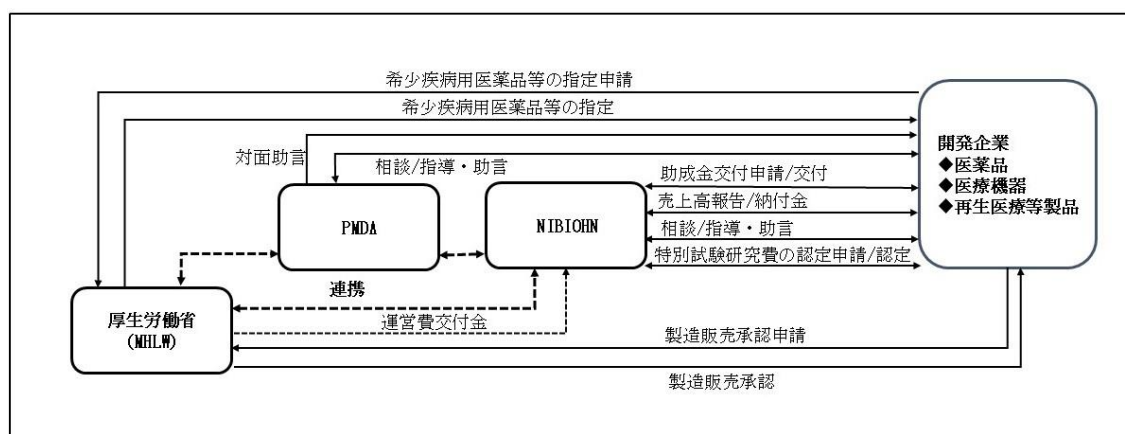 希少疾病用医薬品等の指定申請
希少疾病用医薬品等の指定
対面助言
相談/指導・助言
開発企業
◆医薬品
◆医療機器
◆再生医療等製品
助成金交付申請/交付
売上高報告/納付金
相談/指導・助言
特別試験研究費の認定申請/認定
PMDA
NIBIOHN
連携
厚生労働省
(MHLW)
運営費交付金
製造販売承認申請
製造販売承認